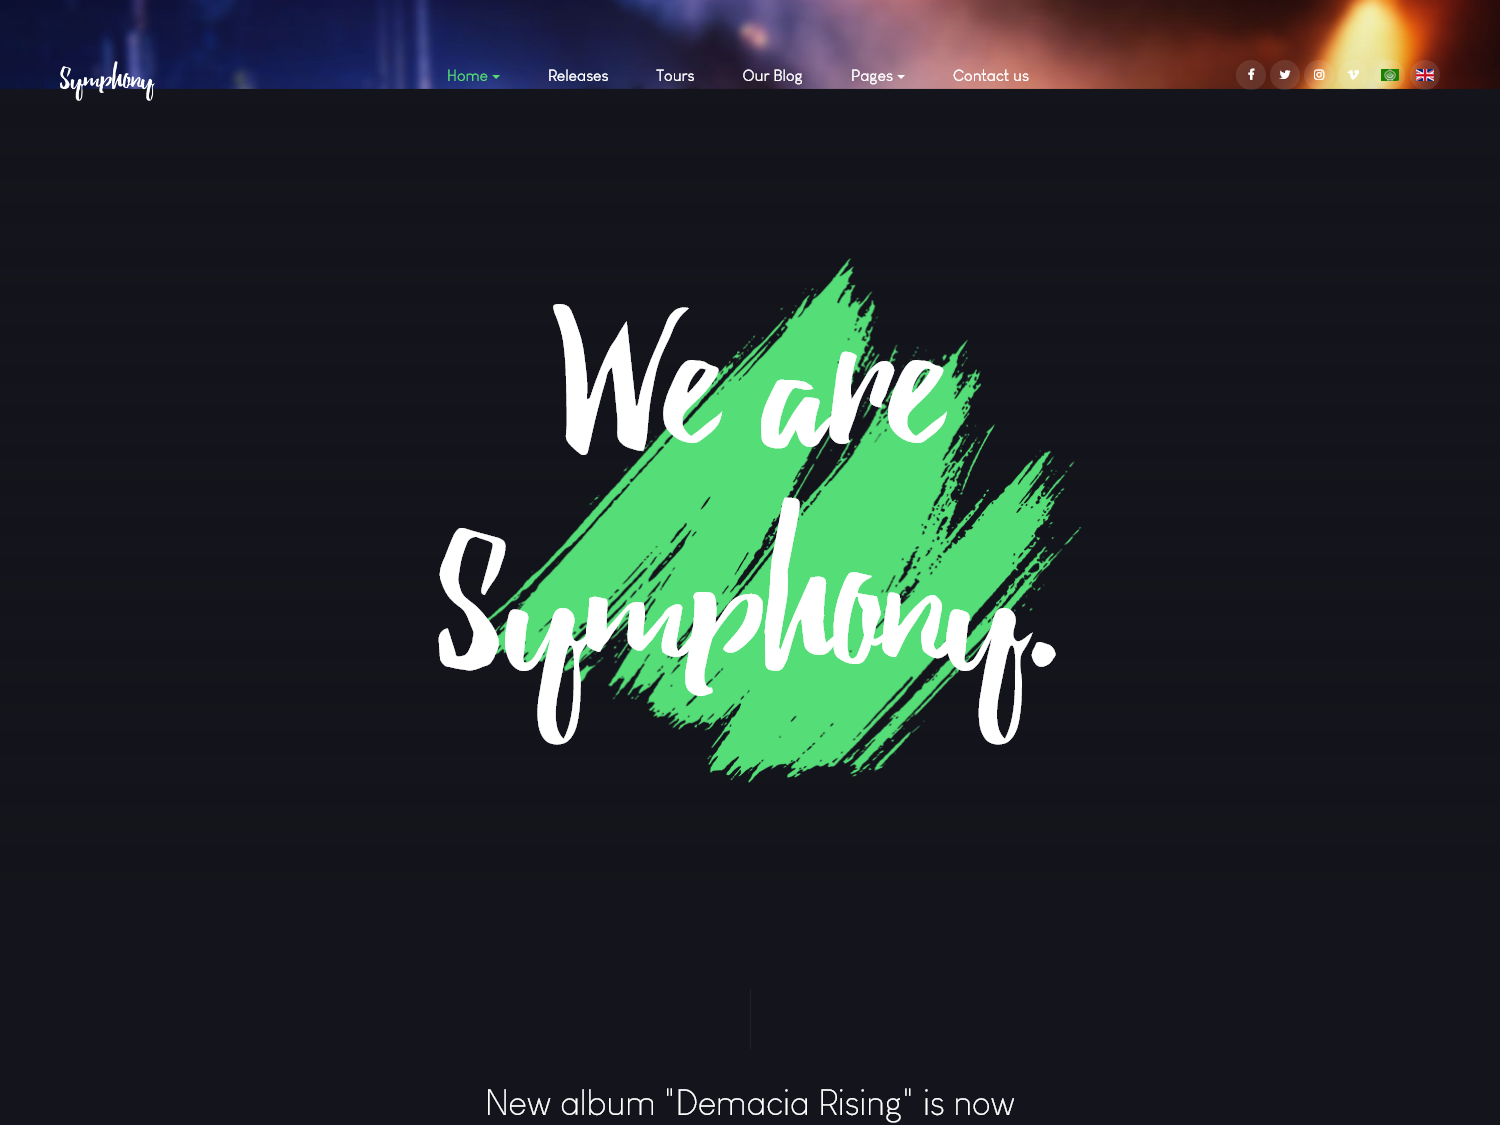 Symphony
Home
Releases
Tours
Our Blog
Pages
Contact us
We are
Symphony.
New album "Demacia Rising" is now